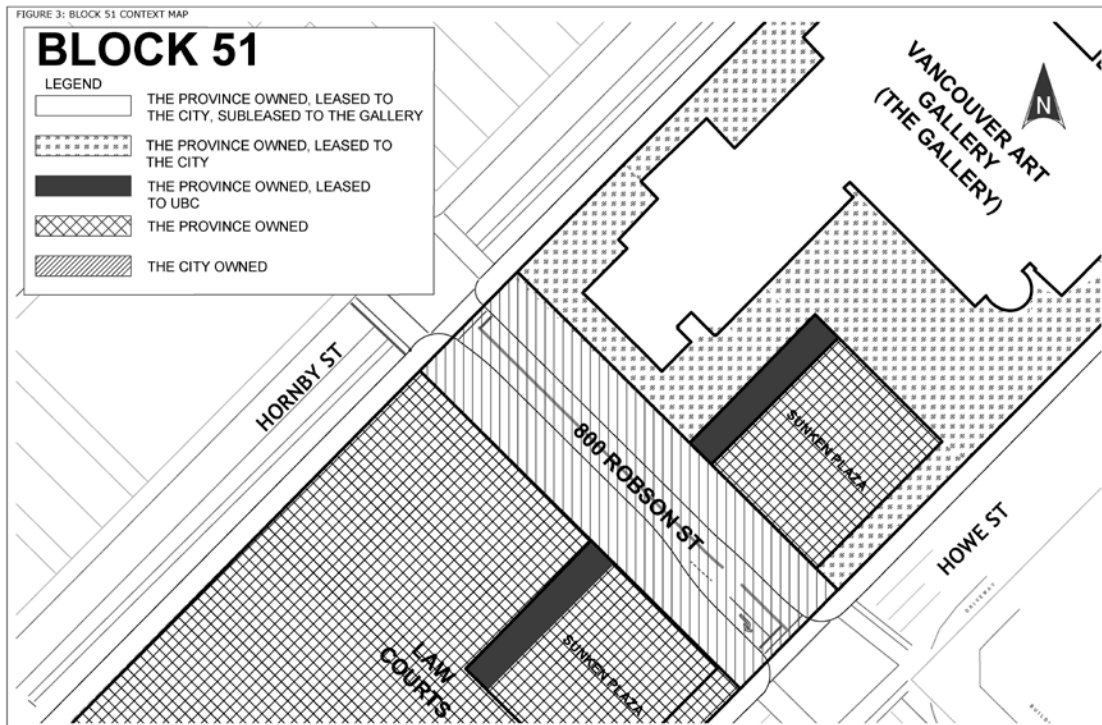 FIGURE 3: BLOCK 51 CONTEXT MAP
BLOCK 51
LEGEND
THE PROVINCE OWNED, LEASED TO
THE CITY, SUBLEASED TO THE GALLERY
THE PROVINCE OWNED, LEASED TO
THE CITY
THE PROVINCE OWNED, LEASED
TO UBC
THE PROVINCE OWNED
THE CITY OWNED
VANCOUVER ART
GALLERY
(THE GALLERY)
N
HORNBY ST
800 ROBSON ST
SUNKEN PLAZA
HOWE ST
DRIVEWAY
LAW
COURTS
SUNKEN PLAZA